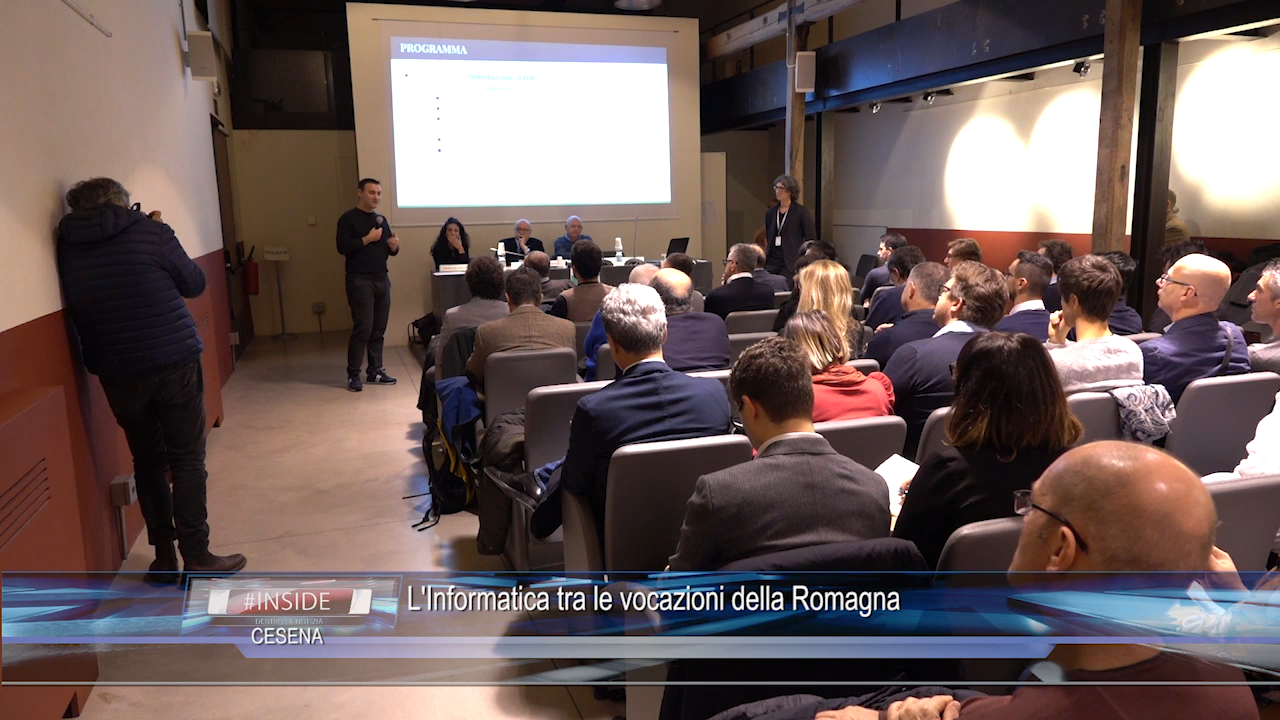 PROGRAMMA
L'Informatica tra le vocazioni della Romagna
#INSIDE
DENTRO LA NOTIZIA
CESENA